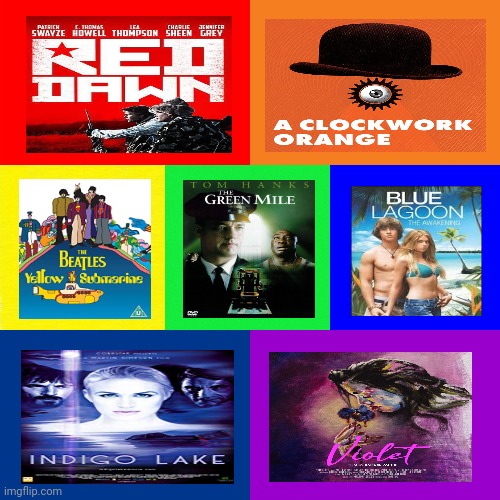 PATRICK SWAYZE C. THOMAS HOWELL LEA THOMPSON CHARLIE SHEEN JENNIFER GREY
RED
DAWN
A CLOCKWORK
ORANGE
THE
BEATLES
Yellow Submarine
U
TOM HANKS
THE
GREEN MILE
DVD
BLUE
LAGOON
THE AWAKENING
INDIGO LAKE
Violet
imgflip.com